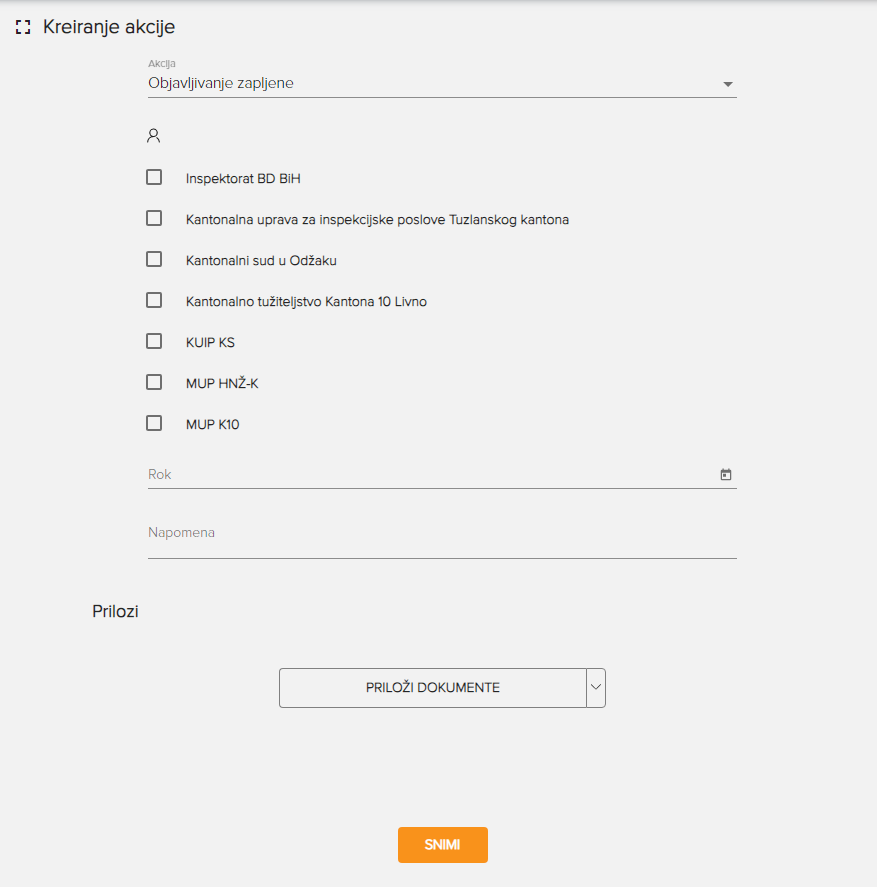 Kreiranje akcije
Akcija
Objavljivanje zapljene
Inspektorat BD BiH
Kantonalna uprava za inspekcijske poslove Tuzlanskog kantona
Kantonalni sud u Odžaku
Kantonalno tužiteljstvo Kantona 10 Livno
KUIP KS
MUP HNŽ-K
MUP K10
Rok
Napomena
Prilozi
PRILOŽI DOKUMENTE
SNIMI